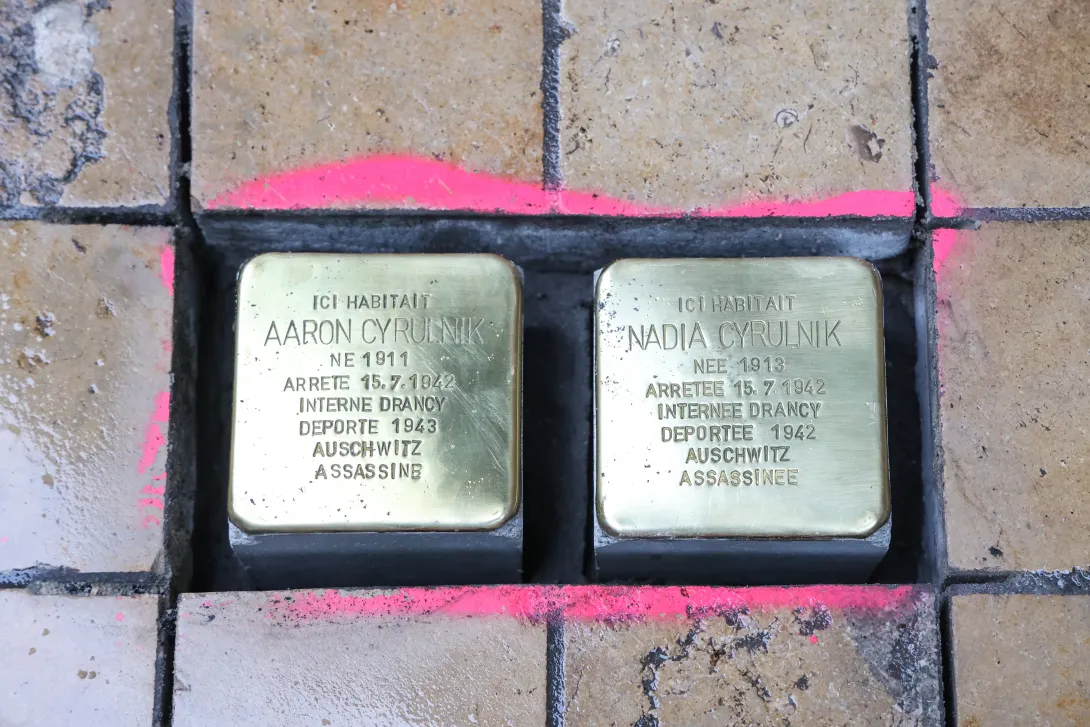 ICI HABITAIT
AARON CYRULNIK
NE 1911
ARRETE 15.7.1942
INTERNE DRANCY
DEPORTE 1943
AUSCHWITZ
ASSASSINE
ICI HABITAIT
NADIA CYRULNIK
NEE 1913
ARRETEE 15.7 1942
INTERNEE DRANCY
DEPORTEE 1942
AUSCHWITZ
ASSASSINEE